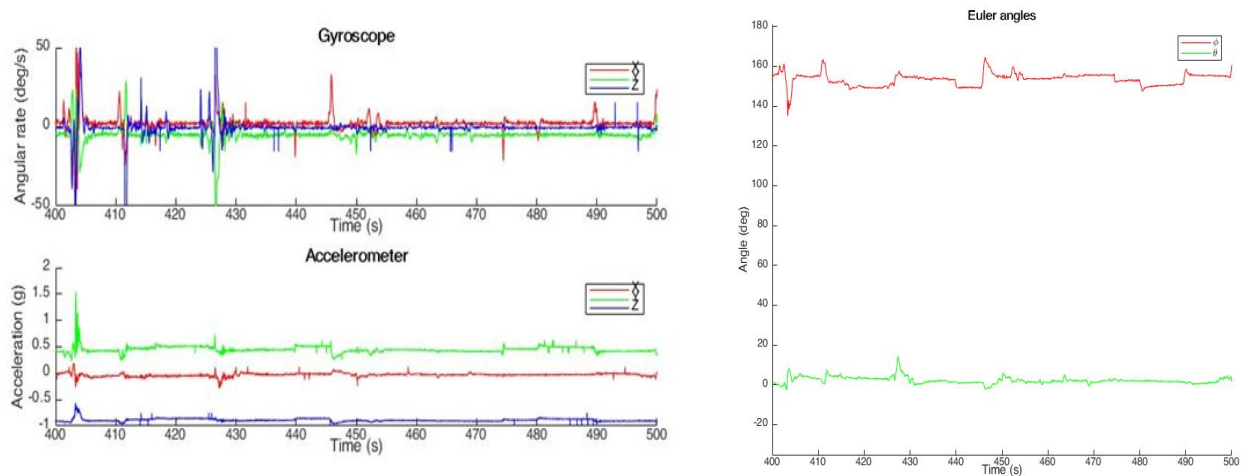 Gyroscope
Angular rate (deg/s)
50
0
-50
X
Y
Z
400 410 420 430 440 450 460 470 480 490 500
Time (s)
Accelerometer
Acceleration (g)
2
1.5
1
0.5
0
-0.5
-1
X
Y
Z
400 410 420 430 440 450 460 470 480 490 500
Time (s)
Euler angles
Angle (deg)
180
160
140
120
100
80
60
40
20
0
-20
ϕ
θ
400 410 420 430 440 450 460 470 480 490 500
Time (s)